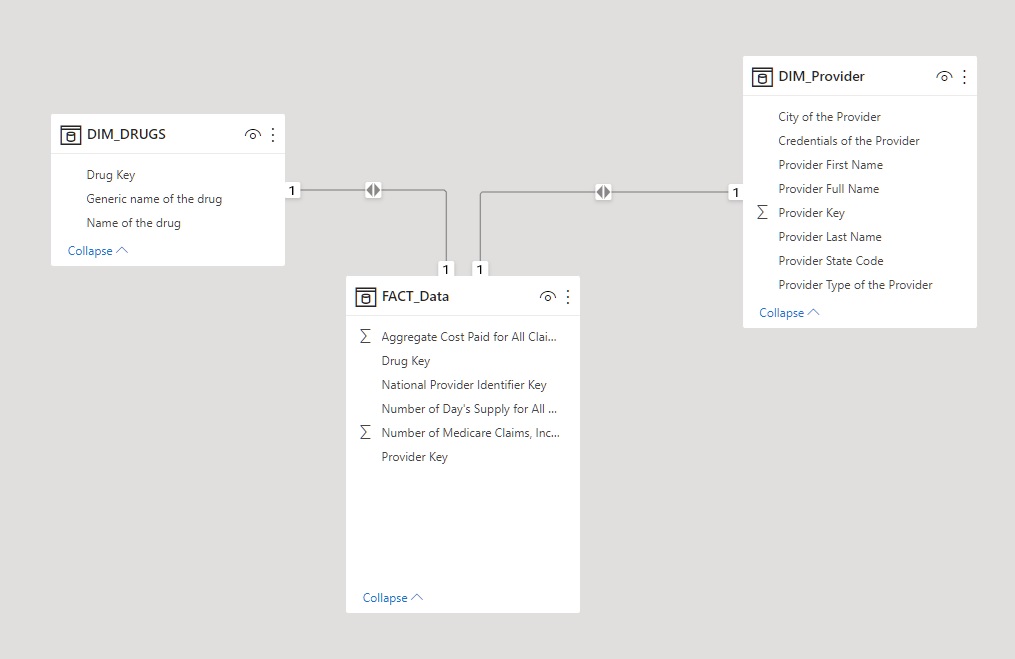 DIM_DRUGS
Drug Key
Generic name of the drug
Name of the drug
Collapse
1
1
1
1
DIM_Provider
City of the Provider
Credentials of the Provider
Provider First Name
Provider Full Name
Provider Key
Provider Last Name
Provider State Code
Provider Type of the Provider
Collapse
FACT_Data
Aggregate Cost Paid for All Clai...
Drug Key
National Provider Identifier Key
Number of Day's Supply for All ...
Number of Medicare Claims, Inc...
Provider Key
Collapse